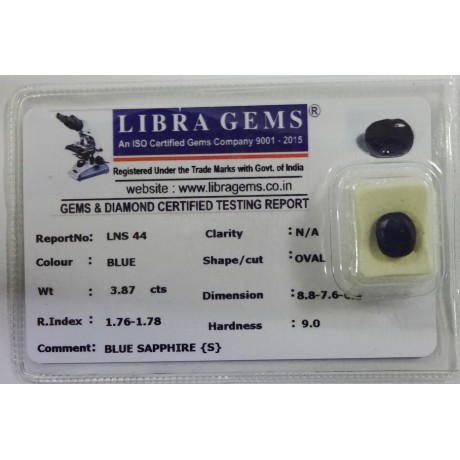 LIBRA GEMS®
An ISO Certified Gems Company 9001 - 2015
Registered Under the Trade Marks with Govt. of India
website : www.libragems.co.in
GEMS & DIAMOND CERTIFIED TESTING REPORT
ReportNo: LNS 44 Clarity : N/A
Colour : BLUE Shape/cut : OVAL
Wt : 3.87 cts Dimension : 8.8-7.6-
R.Index : 1.76-1.78 Hardness : 9.0
Comment: BLUE SAPPHIRE {S}